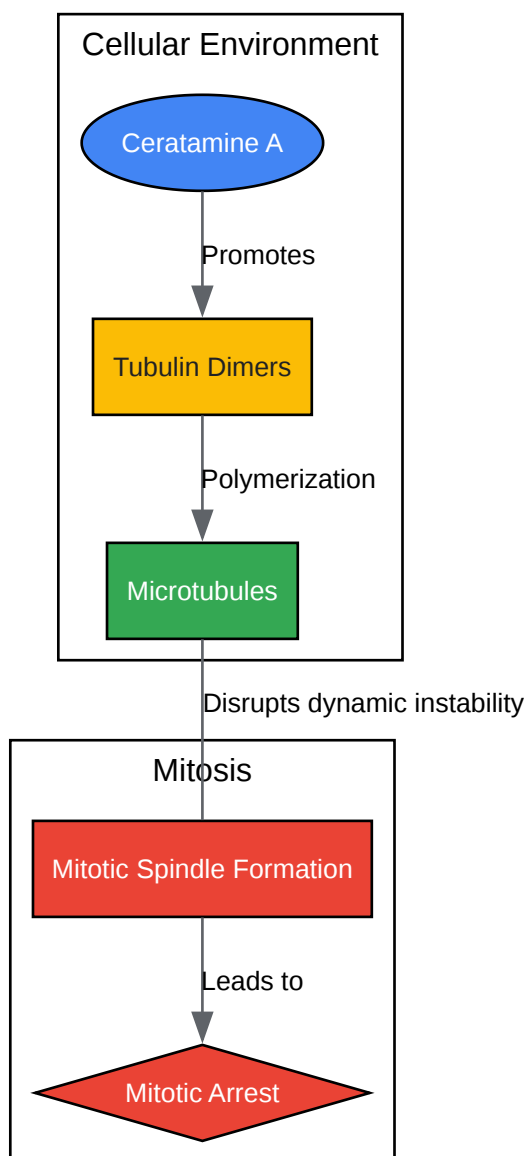 Cellular Environment
Ceratamine A
Promotes
Tubulin Dimers
Polymerization
Microtubules
Disrupts dynamic instability
Mitosis
Mitotic Spindle Formation
Leads to
Mitotic Arrest